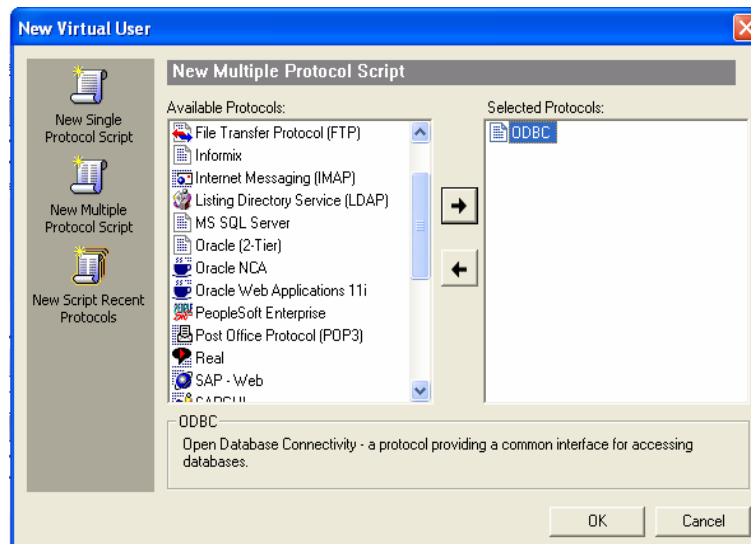 New Virtual User
New Single
Protocol Script
New Multiple
Protocol Script
New Script Recent
Protocols
New Multiple Protocol Script
Available Protocols:
File Transfer Protocol (FTP)
Informix
Internet Messaging (IMAP)
Listing Directory Service (LDAP)
MS SQL Server
Oracle (2-Tier)
Oracle NCA
Oracle Web Applications 11i
PeopleSoft Enterprise
Post Office Protocol (POP3)
Real
SAP - Web
Selected Protocols:
ODBC
ODBC
Open Database Connectivity - a protocol providing a common interface for accessing
databases.
OK
Cancel